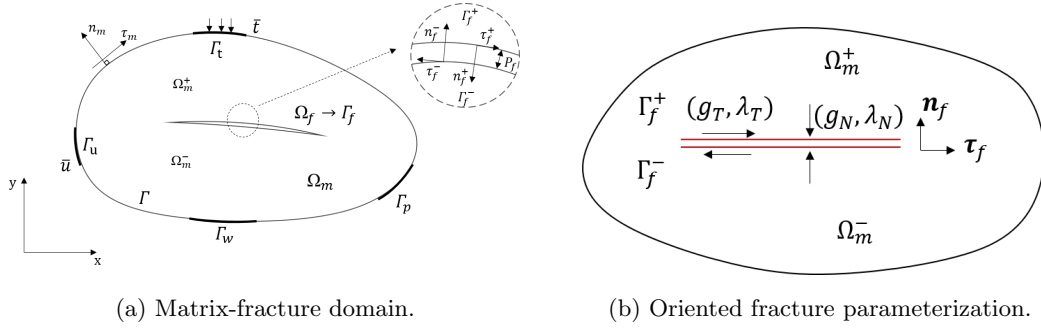 n_m τ_m t̄
Γ_t
Γ_f^+
n_f^- τ_f^+
P_f
τ_f^- n_f^+
Γ_f^-
Ω_m^+
Ω_f → Γ_f
Γ_u
ū
Ω_m^-
Ω_m
Γ
Γ_p
Γ_w
y
x
(a) Matrix-fracture domain.
Ω_m^+
Γ_f^+ (g_T, λ_T) (g_N, λ_N) n_f
τ_f
Γ_f^-
Ω_m^-
(b) Oriented fracture parameterization.